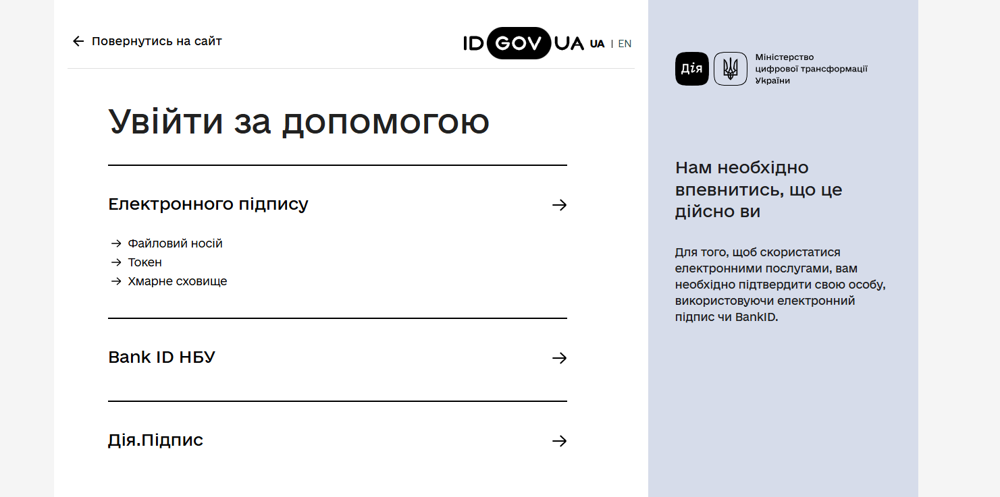 Повернутись на сайт
ID GOV UA UA | EN
Увійти за допомогою
Електронного підпису
Файловий носій
Токен
Хмарне сховище
Bank ID НБУ
Дія.Підпис
Дія
Міністерство
цифрової трансформації
України
Нам необхідно
впевнитись, що це
дійсно ви
Для того, щоб скористатися
електронними послугами, вам
необхідно підтвердити свою особу,
використовуючи електронний
підпис чи BankID.